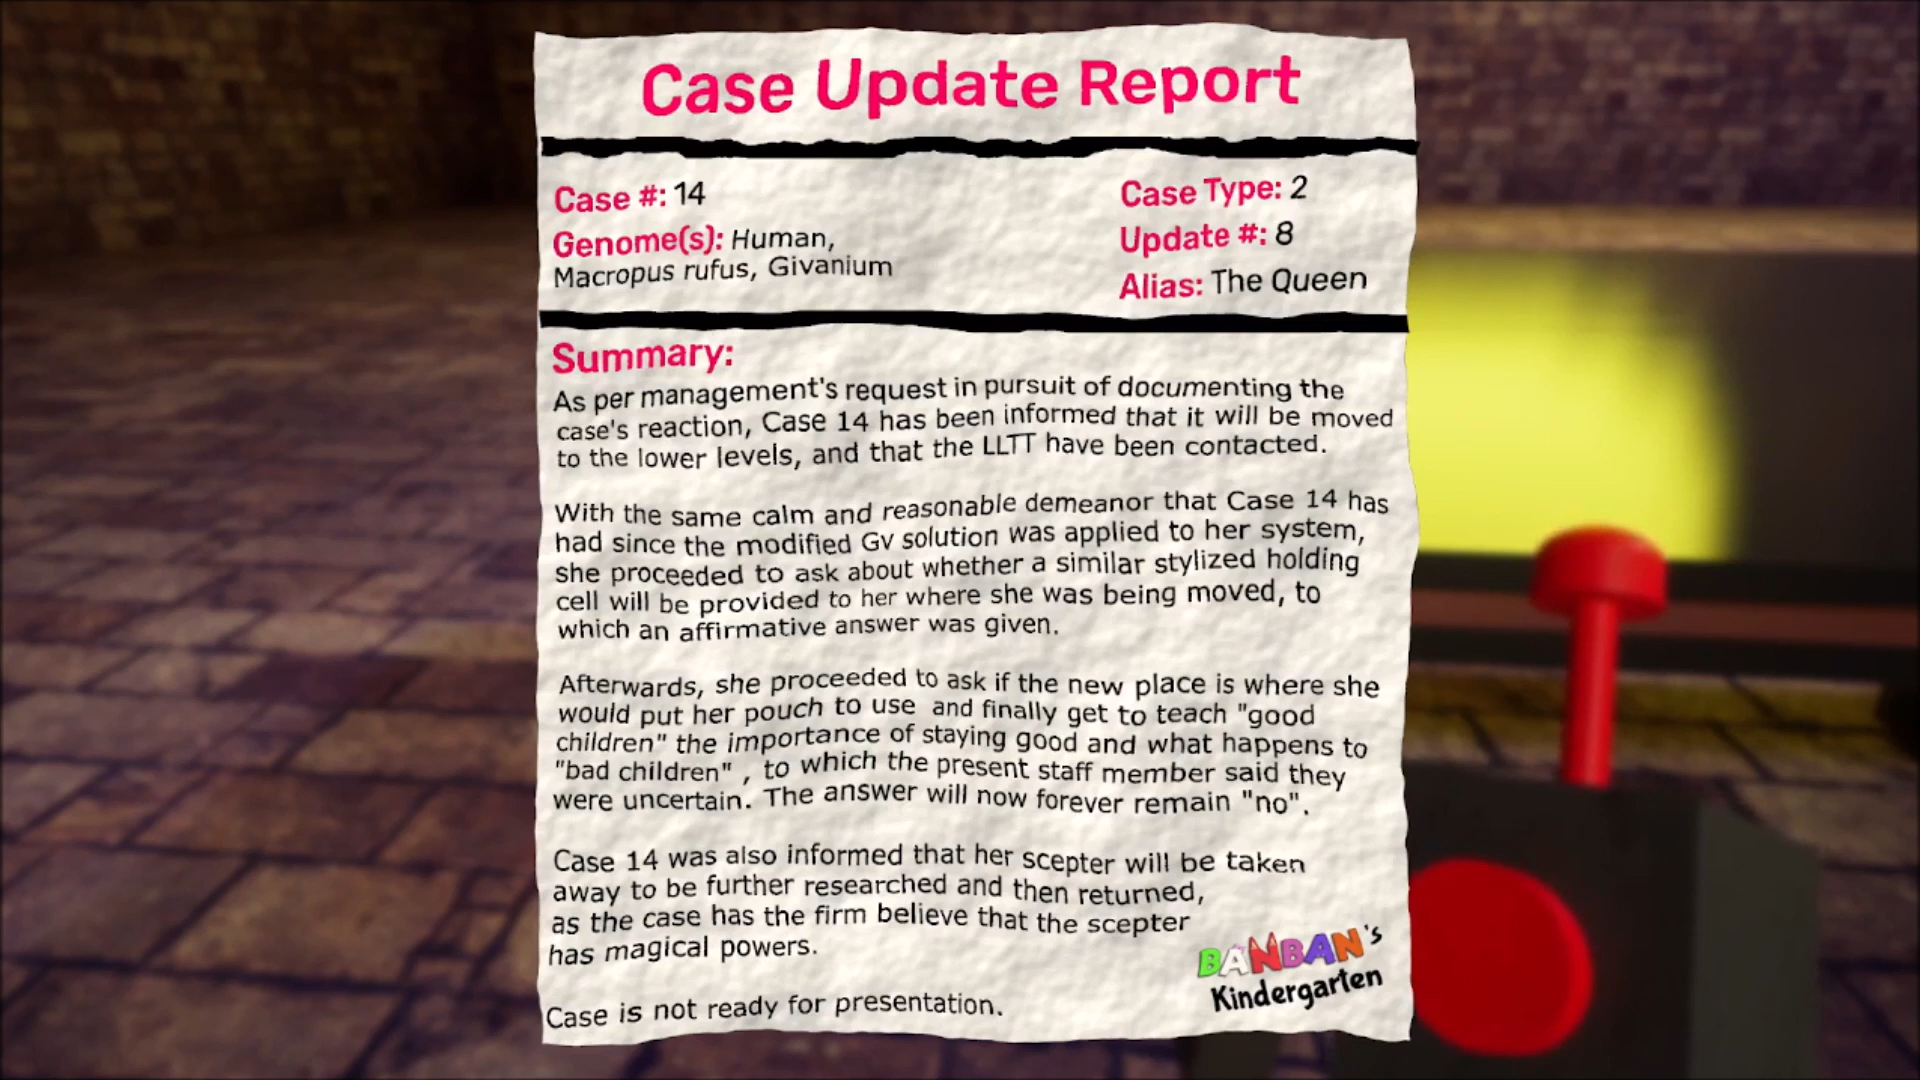 Case Update Report
Case #: 14
Genome(s): Human,
Macropus rufus, Givanium
Case Type: 2
Update #: 8
Alias: The Queen
Summary:
As per management's request in pursuit of documenting the
case's reaction, Case 14 has been informed that it will be moved
to the lower levels, and that the LLTT have been contacted.
With the same calm and reasonable demeanor that Case 14 has
had since the modified Gv solution was applied to her system,
she proceeded to ask about whether a similar stylized holding
cell will be provided to her where she was being moved, to
which an affirmative answer was given.
Afterwards, she proceeded to ask if the new place is where she
would put her pouch to use and finally get to teach "good
children" the importance of staying good and what happens to
"bad children" , to which the present staff member said they
were uncertain. The answer will now forever remain "no".
Case 14 was also informed that her scepter will be taken
away to be further researched and then returned,
as the case has the firm believe that the scepter
has magical powers.
Case is not ready for presentation.
BANBAN's
Kindergarten